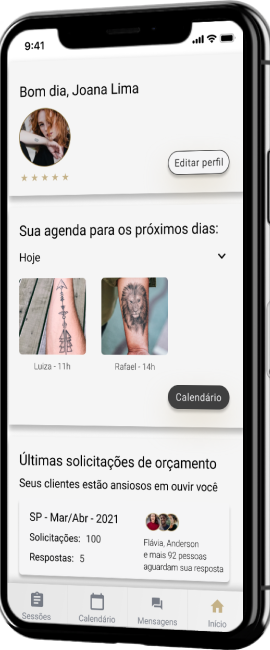 9:41
Bom dia, Joana Lima
Editar perfil
Sua agenda para os próximos dias:
Hoje
Luiza - 11h
Rafael - 14h
Calendário
Últimas solicitações de orçamento
Seus clientes estão ansiosos em ouvir você
SP - Mar/Abr - 2021
Solicitações: 100
Respostas: 5
Flávia, Anderson
e mais 92 pessoas
aguardam sua resposta
Sessões
Calendário
Mensagens
Início